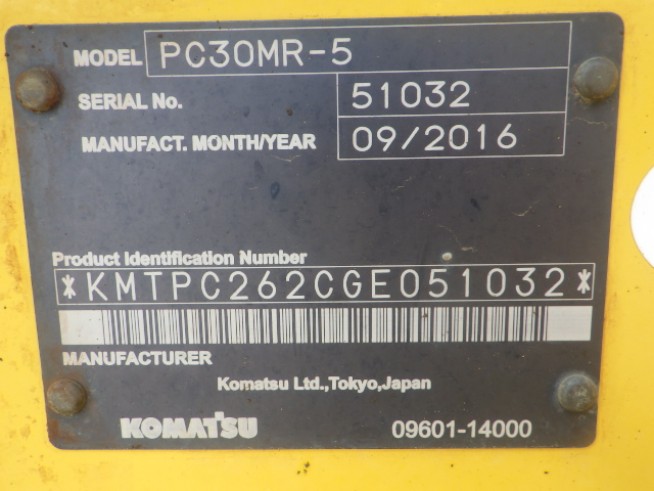 MODEL PC30MR-5
SERIAL No. 51032
MANUFACT. MONTH/YEAR 09/2016
Product Identification Number
*KMTPC262CGE051032*
MANUFACTURER
Komatsu Ltd.,Tokyo,Japan
KOMATSU 09601-14000